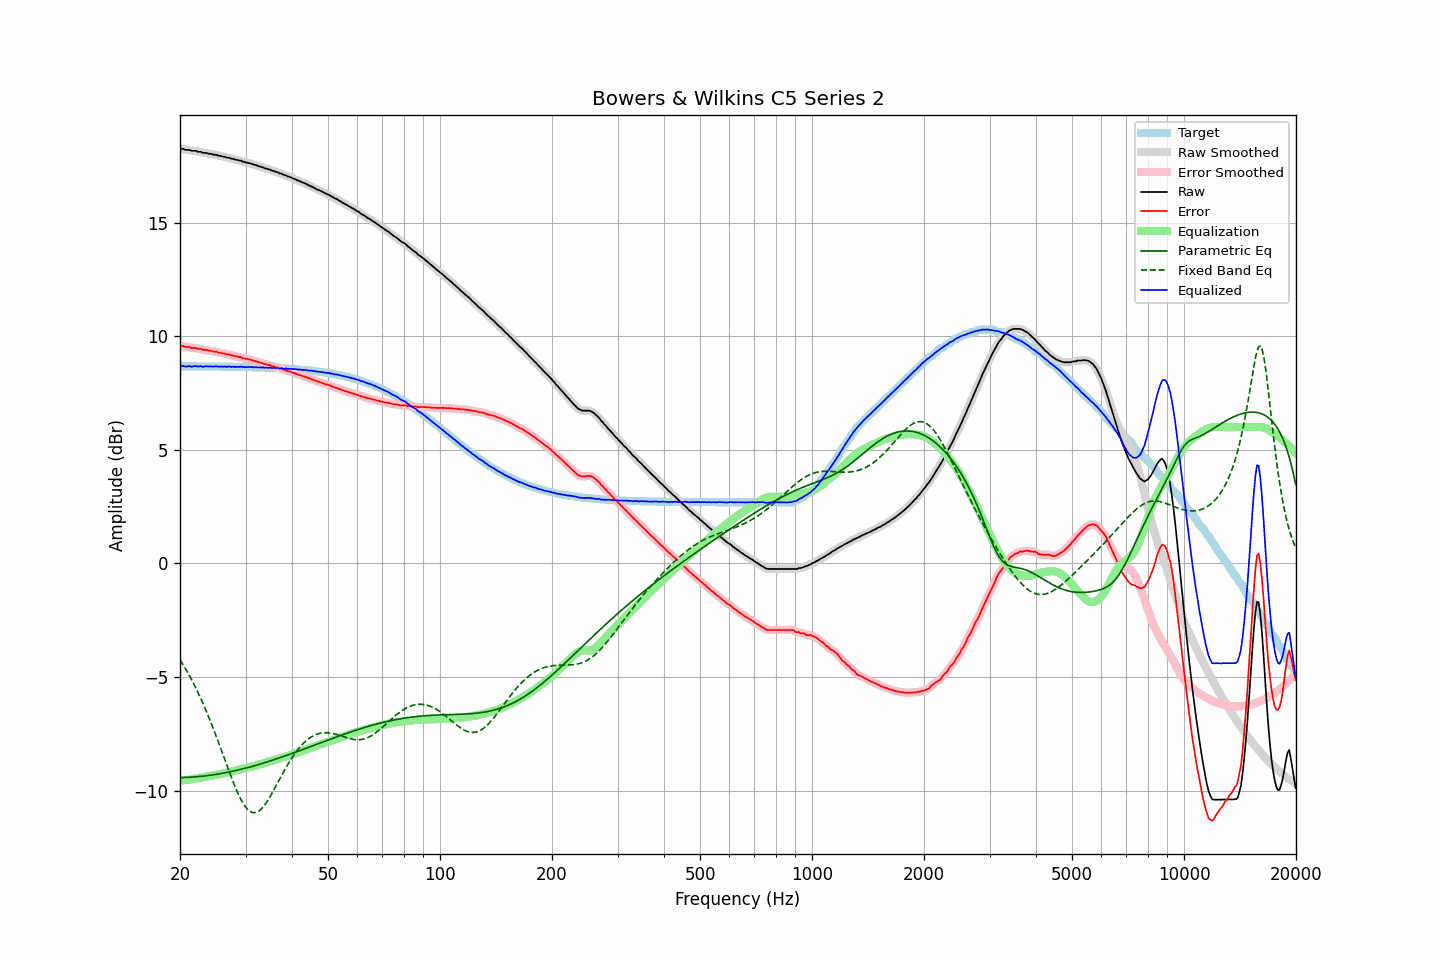 Bowers & Wilkins C5 Series 2
Target
Raw Smoothed
Error Smoothed
Raw
Error
Equalization
Parametric Eq
Fixed Band Eq
Equalized
Amplitude (dBr)
15
10
5
0
−5
−10
20 50 100 200 500 1000 2000 5000 10000 20000
Frequency (Hz)